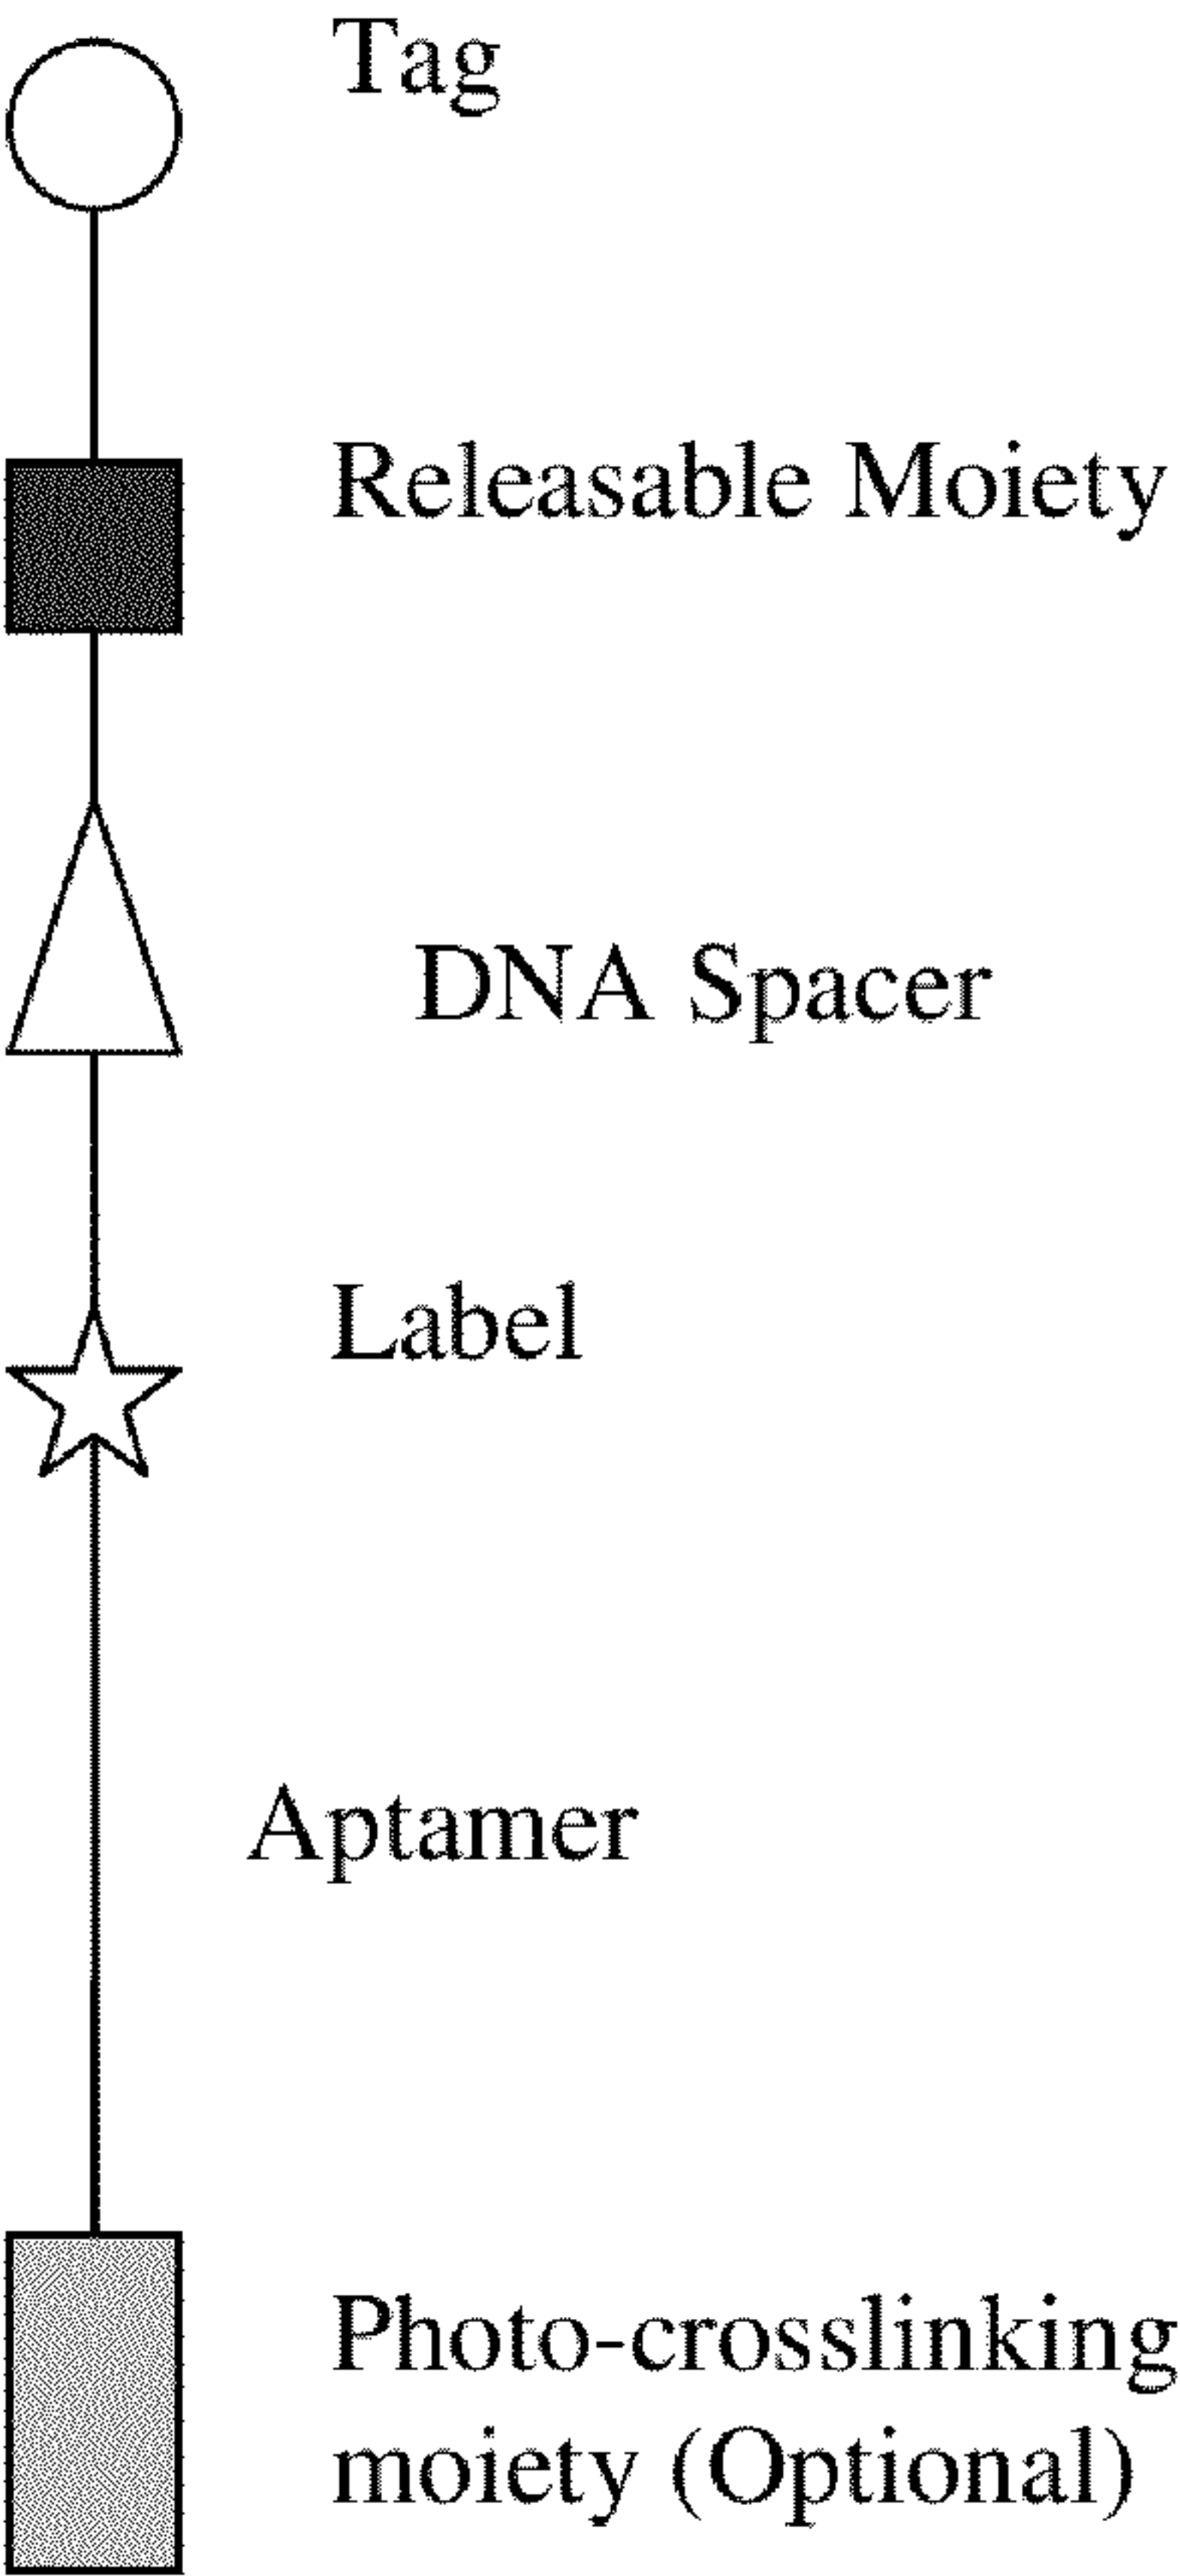 Tag
Releasable Moiety
DNA Spacer
Label
Aptamer
Photo-crosslinking
moiety (Optional)